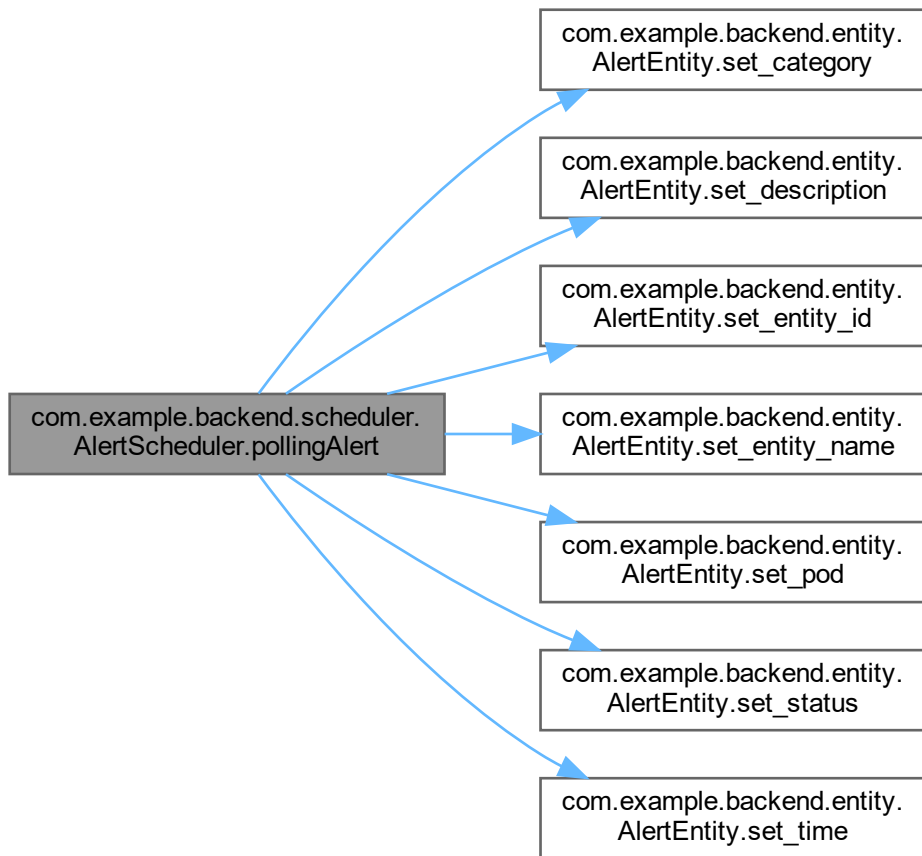 com.example.backend.entity.
AlertEntity.set_category
com.example.backend.entity.
AlertEntity.set_description
com.example.backend.entity.
AlertEntity.set_entity_id
com.example.backend.scheduler.
AlertScheduler.pollingAlert
com.example.backend.entity.
AlertEntity.set_entity_name
com.example.backend.entity.
AlertEntity.set_pod
com.example.backend.entity.
AlertEntity.set_status
com.example.backend.entity.
AlertEntity.set_time